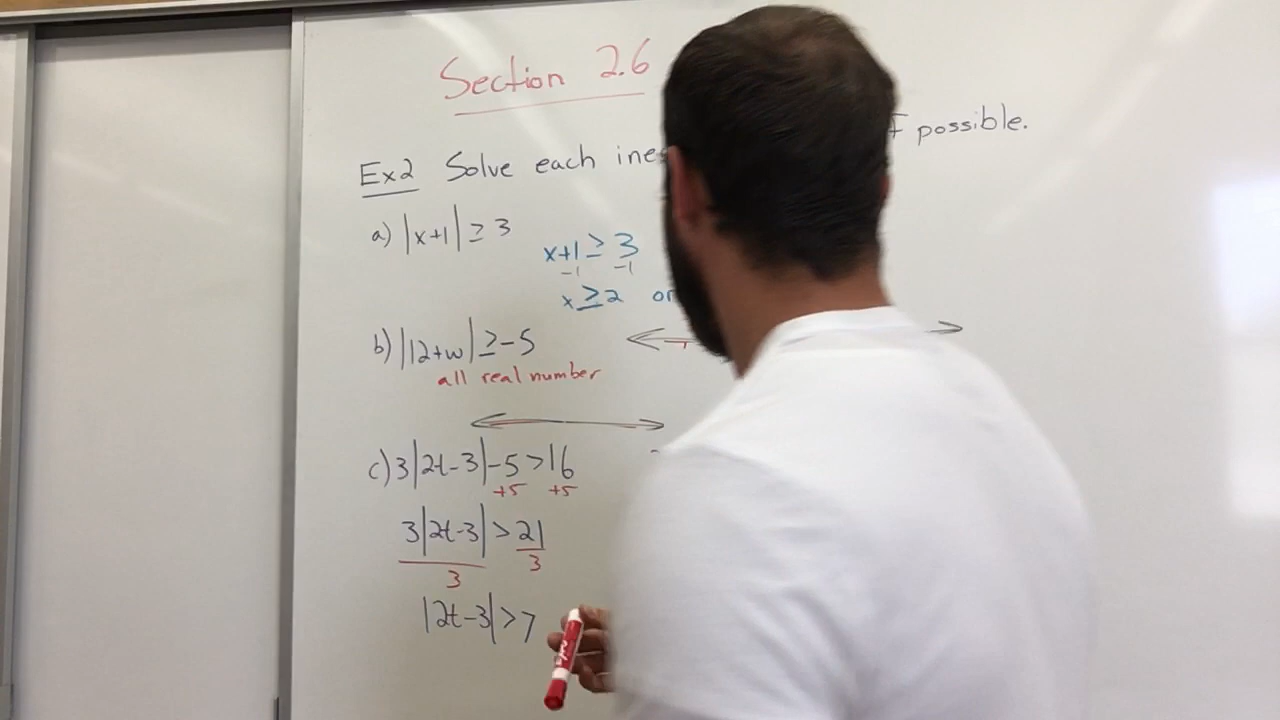 Section 2.6
Ex2 Solve each possible.
a) |x+1| ≥ 3
x+1 ≥ 3
-1 -1
x ≥ 2 or
b) |12+w| ≥ -5
all real number
c) 3|2t-3|-5 > 16
+5 +5
3|2t-3| > 21
3 3
|2t-3| > 7